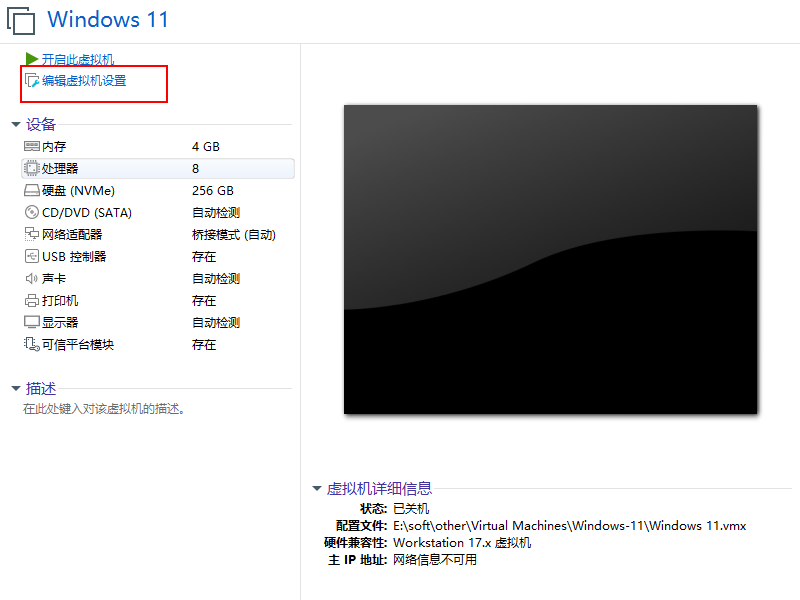 Windows 11
开启此虚拟机
编辑虚拟机设置
设备
内存 4 GB
处理器 8
硬盘 (NVMe) 256 GB
CD/DVD (SATA) 自动检测
网络适配器 桥接模式 (自动)
USB 控制器 存在
声卡 自动检测
打印机 存在
显示器 自动检测
可信平台模块 存在
描述
在此处键入对该虚拟机的描述。
虚拟机详细信息
状态: 已关机
配置文件: E:\soft\other\Virtual Machines\Windows-11\Windows 11.vmx
硬件兼容性: Workstation 17.x 虚拟机
主 IP 地址: 网络信息不可用